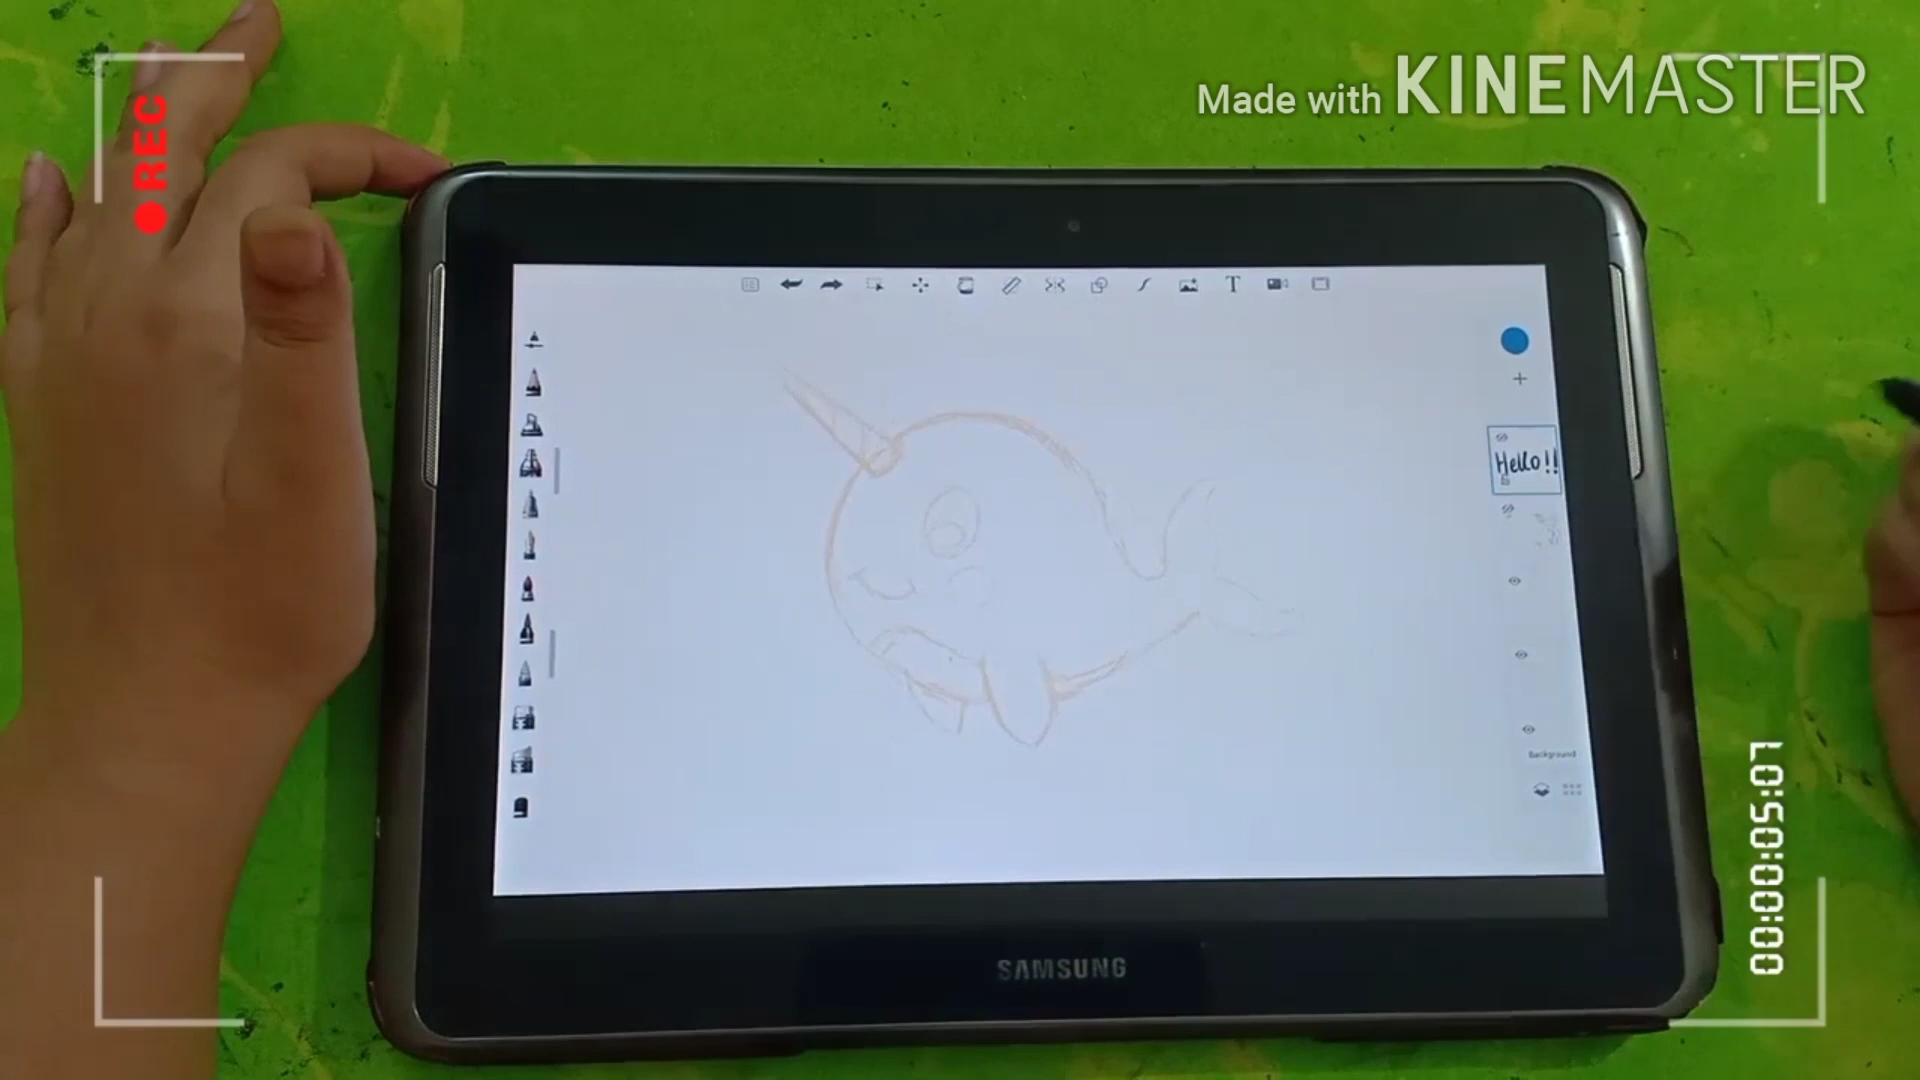 REC
Made with KINEMASTER
T
Hello!!
Background
SAMSUNG
00:00:05:07